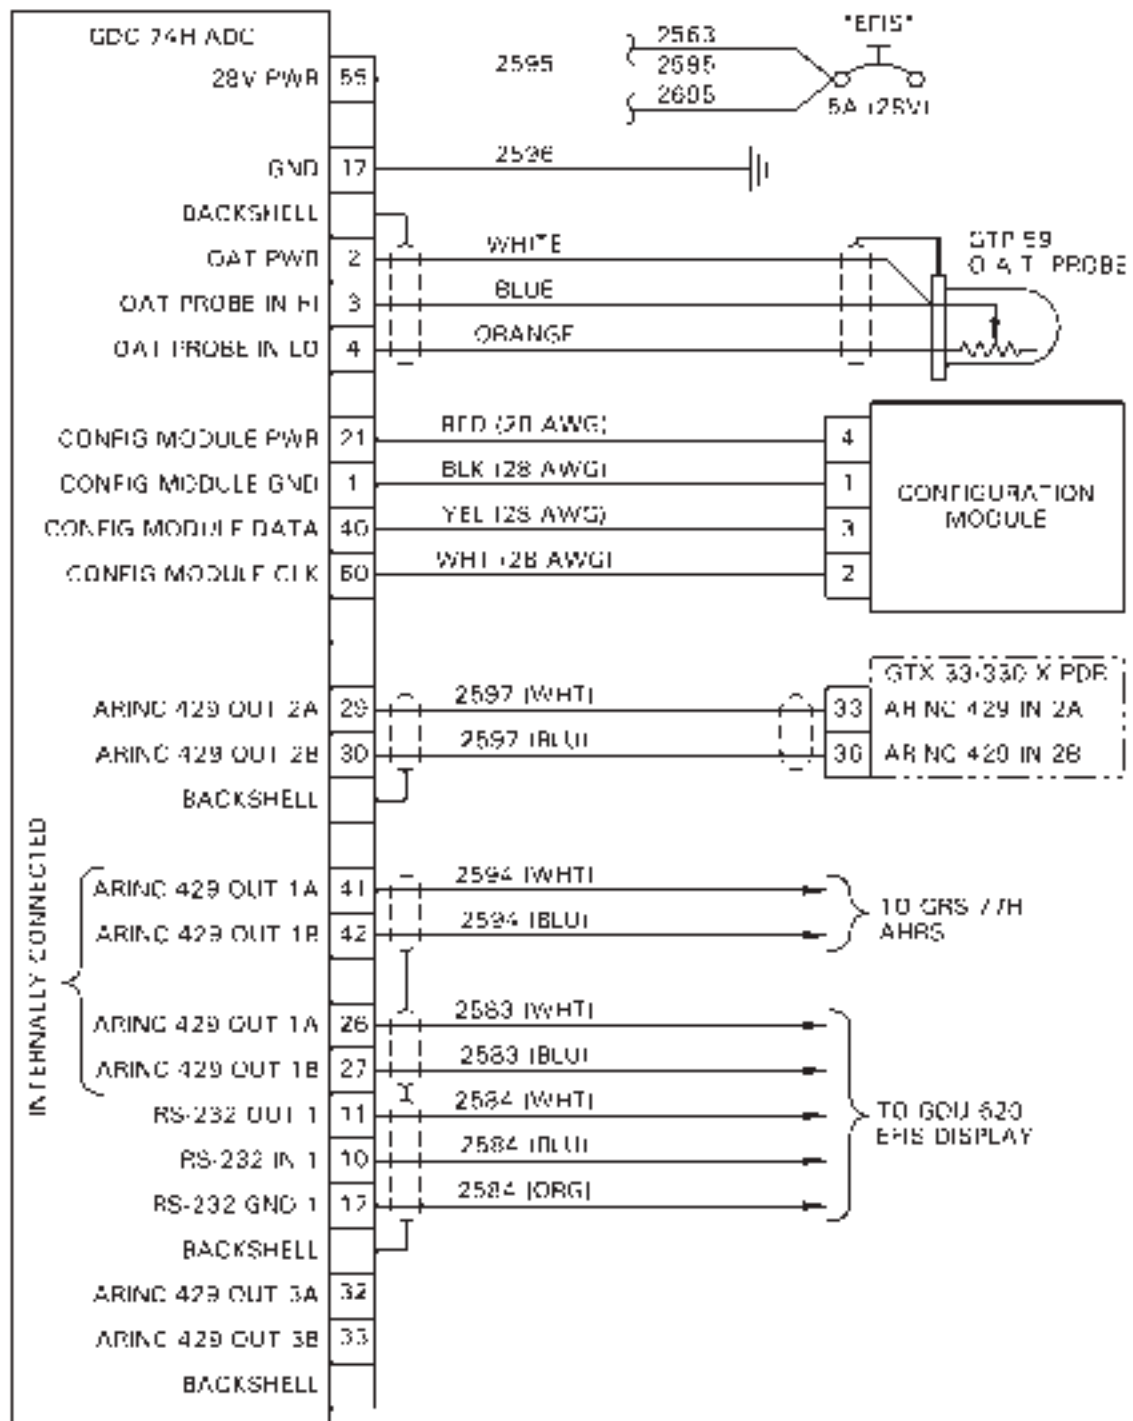 GDC 74H ADC
28V PWR 55 2595
2563
2595
2605
"EFIS"
5A (28V)
GND 17 2596
BACKSHELL
OAT PWR 2 WHITE
OAT PROBE IN HI 3 BLUE
OAT PROBE IN LO 4 ORANGE
GTP 59
O.A.T. PROBE
CONFIG MODULE PWR 21 RED (28 AWG) 4
CONFIG MODULE GND 1 BLK (28 AWG) 1
CONFIG MODULE DATA 40 YEL (28 AWG) 3
CONFIG MODULE CLK 60 WHT (28 AWG) 2
CONFIGURATION
MODULE
GTX 33/330 X PDR
ARINC 429 OUT 2A 29 2597 (WHT) 33 ARINC 429 IN 2A
ARINC 429 OUT 2B 30 2597 (BLU) 36 ARINC 429 IN 2B
BACKSHELL
INTERNALLY CONNECTED
ARINC 429 OUT 1A 41 2594 (WHT)
ARINC 429 OUT 1B 42 2594 (BLU)
TO GRS 77H
AHRS
ARINC 429 OUT 1A 26 2583 (WHT)
ARINC 429 OUT 1B 27 2583 (BLU)
RS-232 OUT 1 11 2584 (WHT)
RS-232 IN 1 10 2584 (BLU)
RS-232 GND 1 12 2584 (ORG)
TO GDU 620
EFIS DISPLAY
BACKSHELL
ARINC 429 OUT 3A 32
ARINC 429 OUT 3B 33
BACKSHELL